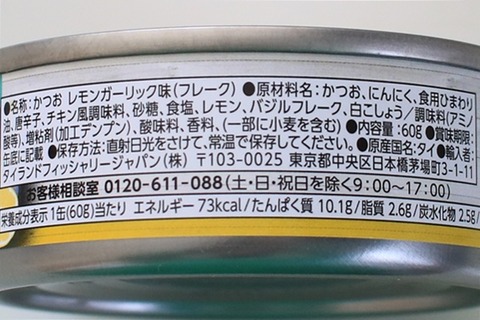 ●名称:かつお レモンガーリック味(フレーク) ●原材料名:かつお、にんにく、食用ひまわり
油、唐辛子、チキン風調味料、砂糖、食塩、レモン、バジルフレーク、白こしょう/調味料(アミノ
酸等)、増粘剤(加工デンプン)、酸味料、香料、(一部に小麦を含む) ●内容量:60g ●賞味期限:
缶底に記載 ●保存方法:直射日光をさけて、常温で保存してください。 ●原産国名:タイ ●輸入者:
タイランドフィッシャリージャパン(株) 〒103-0025 東京都中央区日本橋茅場町3-1-11
お客様相談室 0120-611-088(土・日・祝日を除く9:00〜17:00)
栄養成分表示 1缶(60g)当たり エネルギー 73kcal/たんぱく質 10.1g/脂質 2.6g/炭水化物 2.5g/